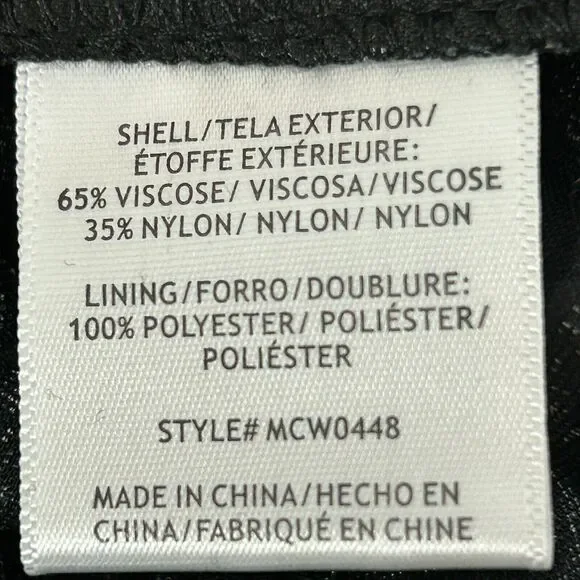 SHELL/TELA EXTERIOR/
ÉTOFFE EXTÉRIEURE:
65% VISCOSE/ VISCOSA/VISCOSE
35% NYLON/ NYLON/ NYLON
LINING/FORRO/DOUBLURE:
100% POLYESTER/ POLIÉSTER/
POLIÉSTER
STYLE# MCW0448
MADE IN CHINA/HECHO EN
CHINA/FABRIQUÉ EN CHINE